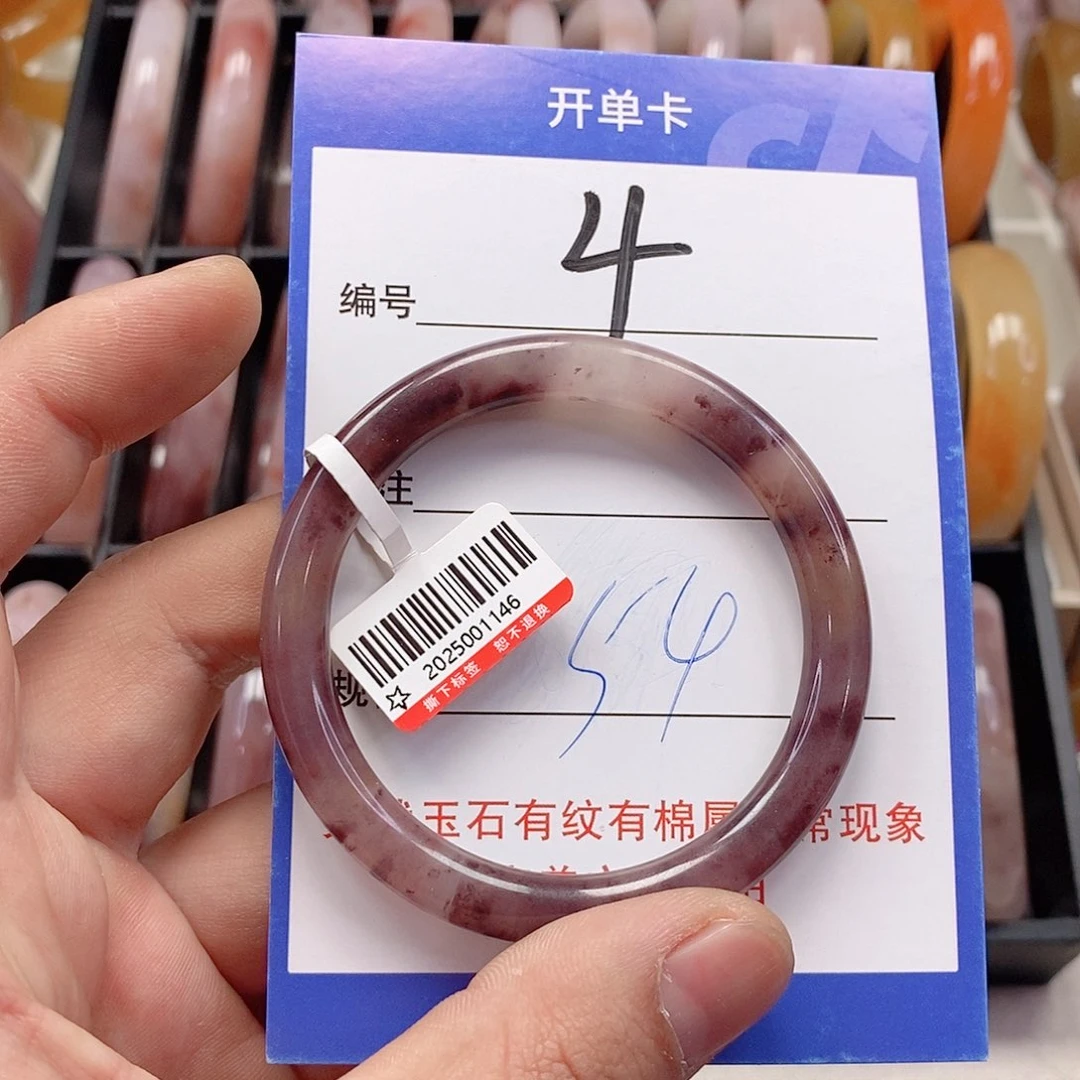 开单卡
编号 4
注
2025001146
撕下标签 恕不退换
规 54
玉石有纹有棉属 常现象